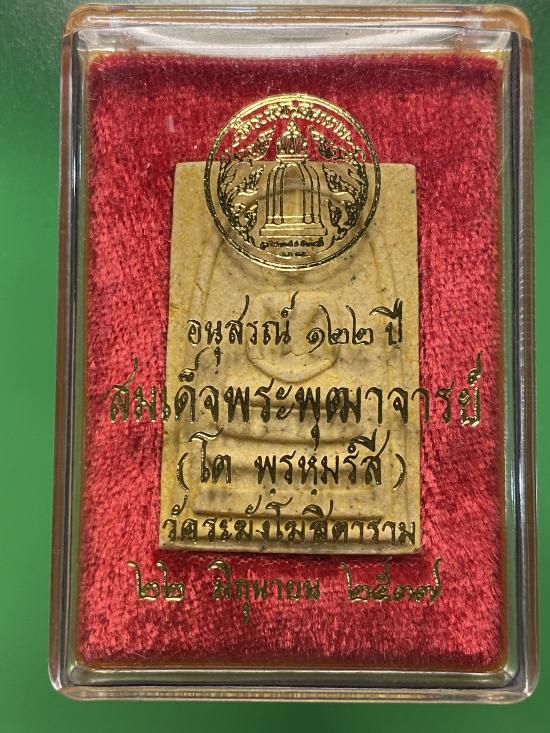 อนุสรณ์ ๑๒๒ ปี
สมเด็จพระพุฒาจารย์
(โต พฺรหฺมรํสี)
วัดระฆังโฆสิตาราม
๒๒ มิถุนายน ๒๕๓๗